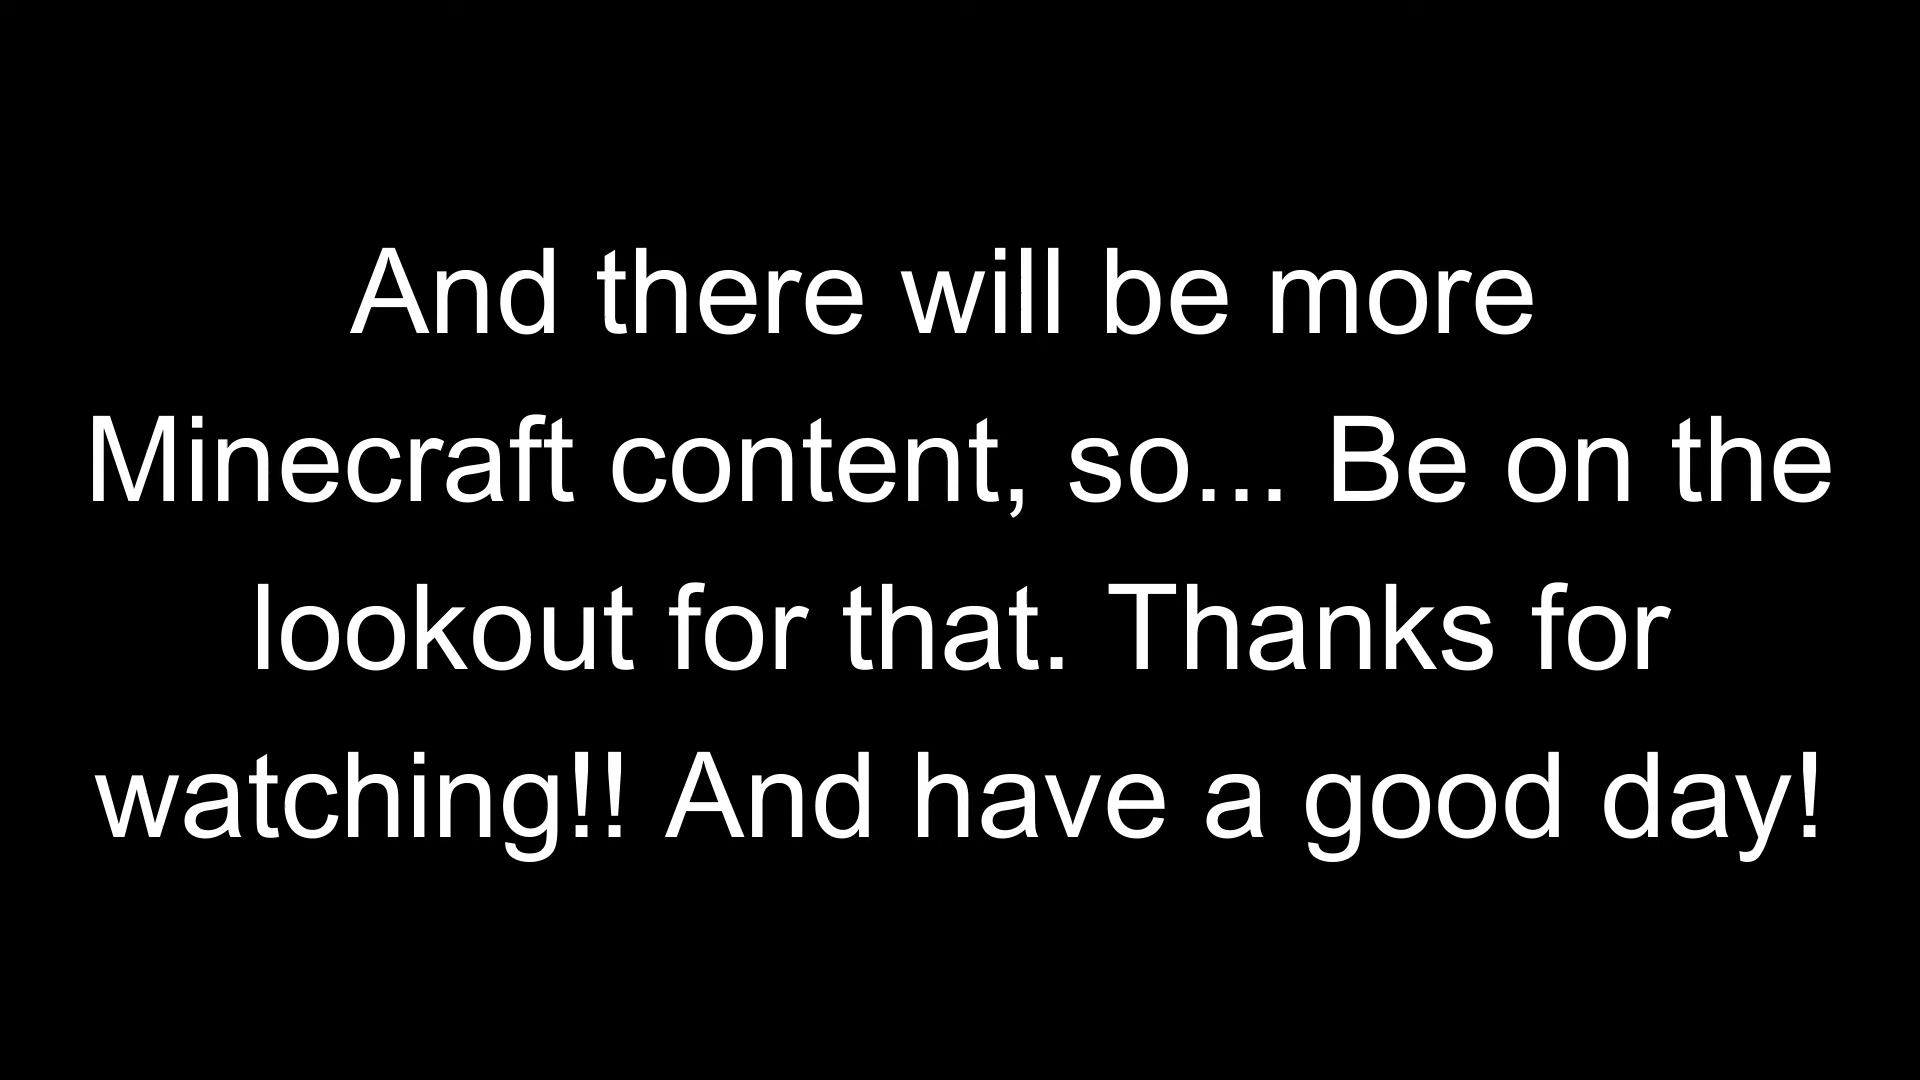 And there will be more
Minecraft content, so... Be on the
lookout for that. Thanks for
watching!! And have a good day!